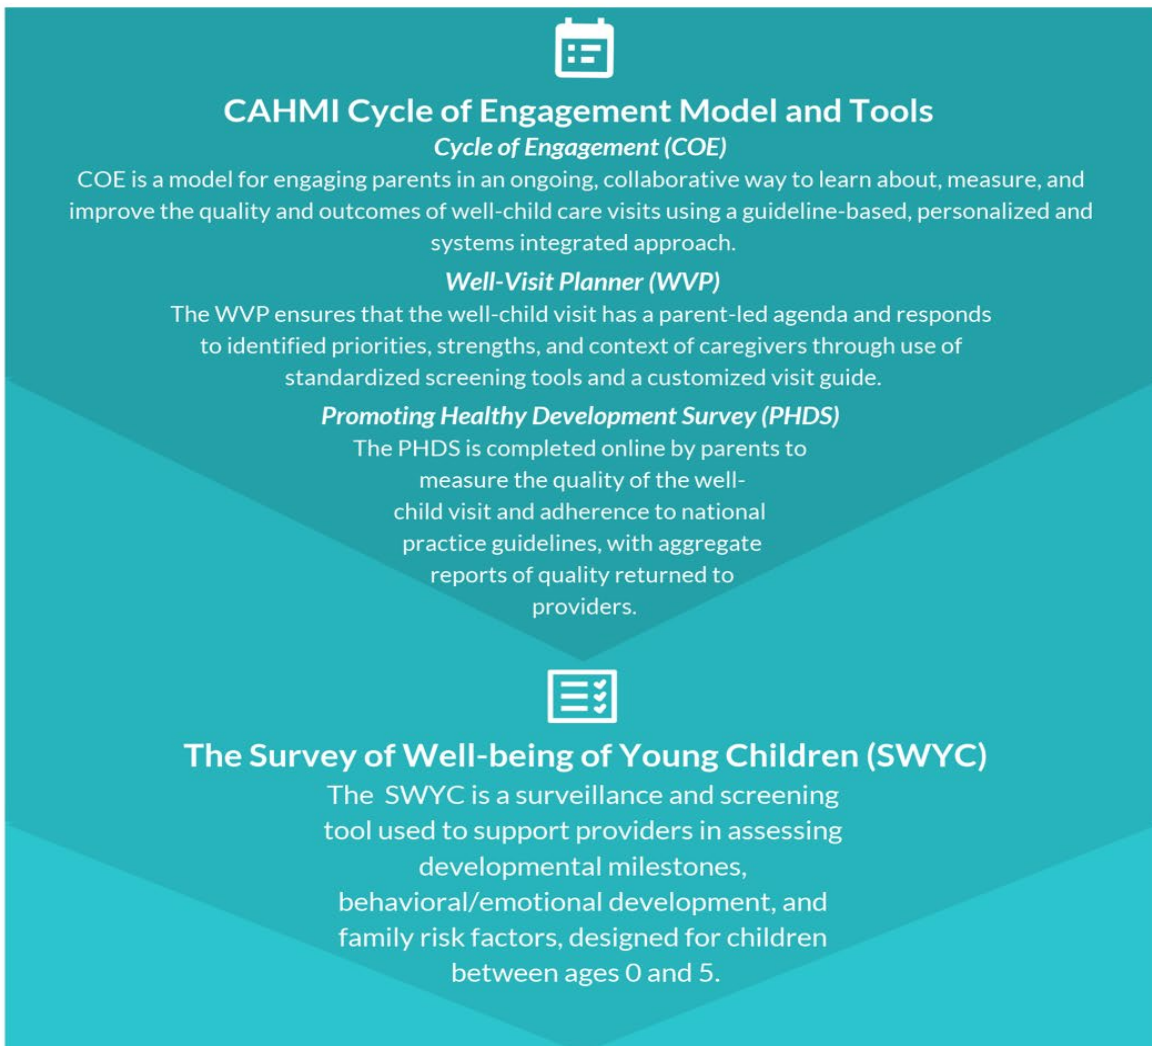 CAHMI Cycle of Engagement Model and Tools
Cycle of Engagement (COE)
COE is a model for engaging parents in an ongoing, collaborative way to learn about, measure, and
improve the quality and outcomes of well-child care visits using a guideline-based, personalized and
systems integrated approach.
Well-Visit Planner (WVP)
The WVP ensures that the well-child visit has a parent-led agenda and responds
to identified priorities, strengths, and context of caregivers through use of
standardized screening tools and a customized visit guide.
Promoting Healthy Development Survey (PHDS)
The PHDS is completed online by parents to
measure the quality of the well-
child visit and adherence to national
practice guidelines, with aggregate
reports of quality returned to
providers.
The Survey of Well-being of Young Children (SWYC)
The SWYC is a surveillance and screening
tool used to support providers in assessing
developmental milestones,
behavioral/emotional development, and
family risk factors, designed for children
between ages 0 and 5.